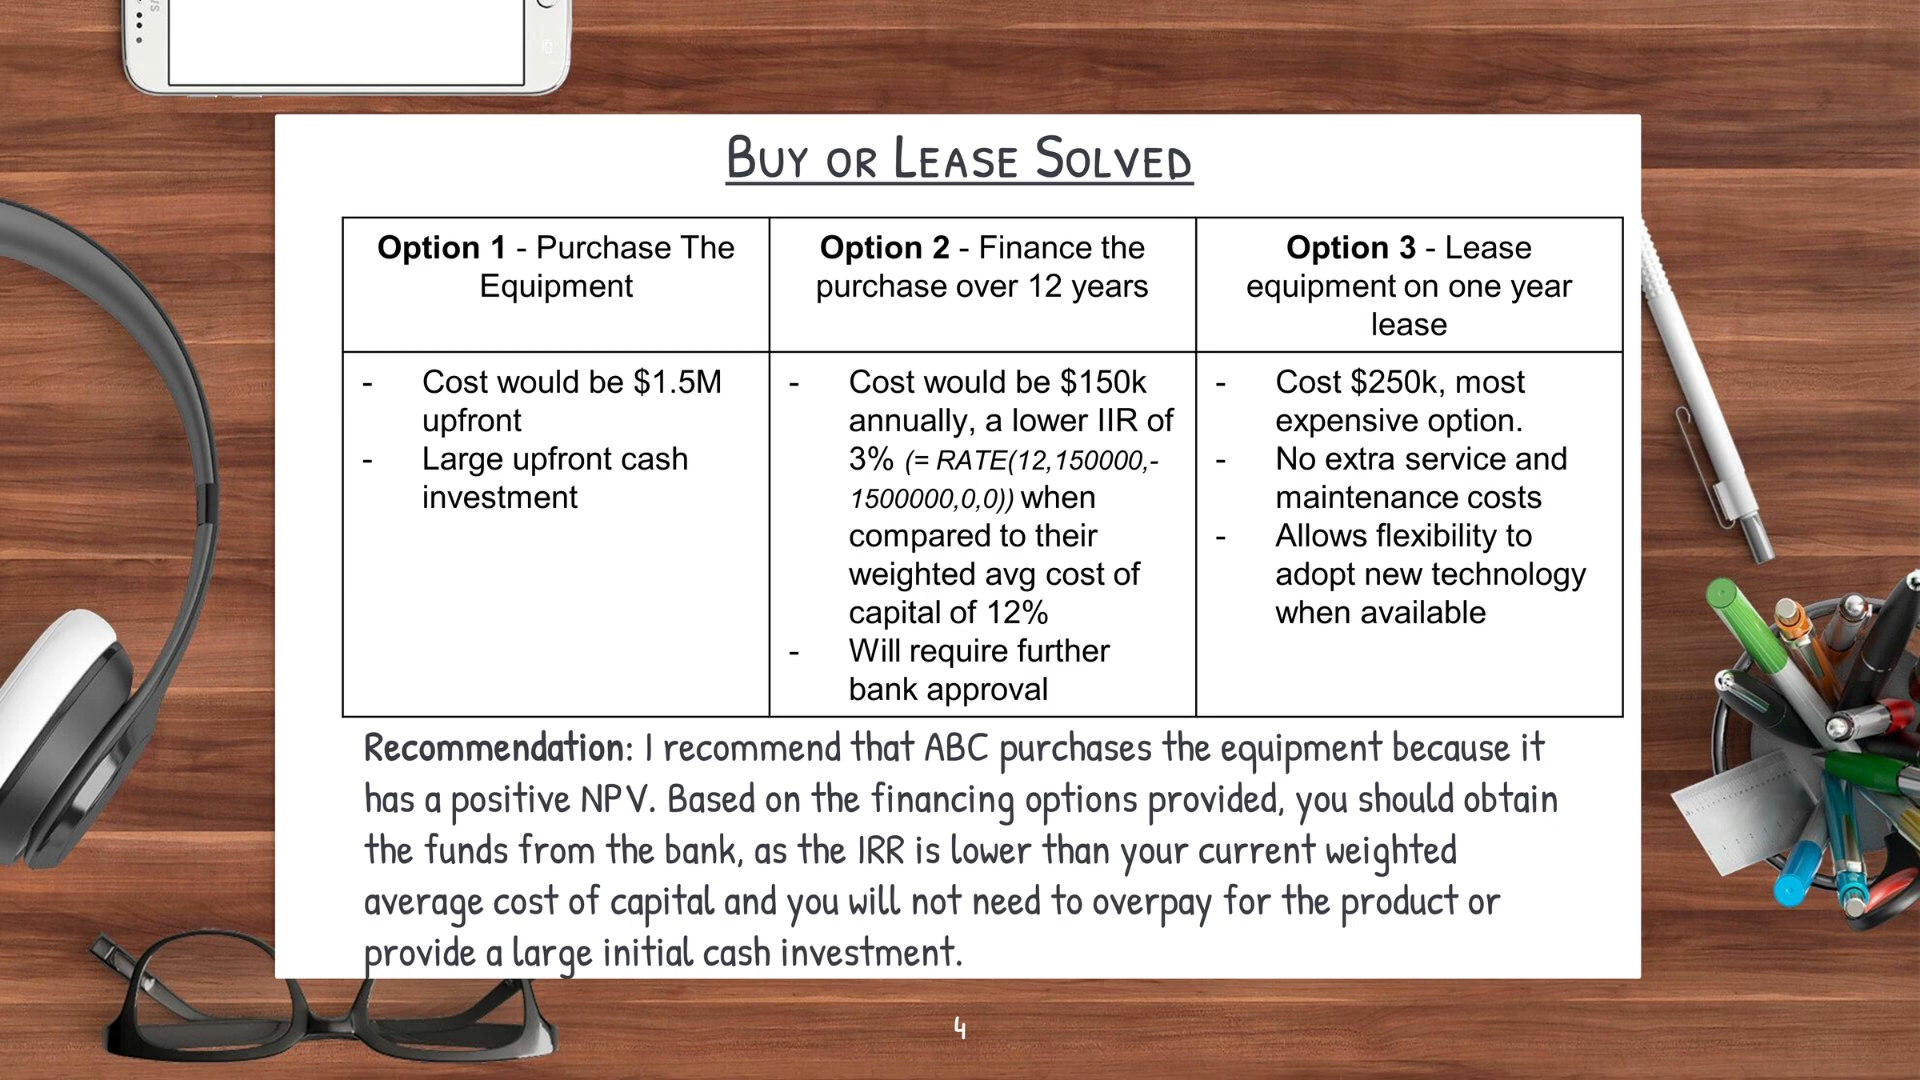 BUY OR LEASE SOLVED
Option 1 - Purchase The
Equipment
Option 2 - Finance the
purchase over 12 years
Option 3 - Lease
equipment on one year
lease
- Cost would be $1.5M
upfront
- Large upfront cash
investment
- Cost would be $150k
annually, a lower IIR of
3% (= RATE(12,150000,-
1500000,0,0)) when
compared to their
weighted avg cost of
capital of 12%
- Will require further
bank approval
- Cost $250k, most
expensive option.
- No extra service and
maintenance costs
- Allows flexibility to
adopt new technology
when available
Recommendation: I recommend that ABC purchases the equipment because it
has a positive NPV. Based on the financing options provided, you should obtain
the funds from the bank, as the IRR is lower than your current weighted
average cost of capital and you will not need to overpay for the product or
provide a large initial cash investment.
4